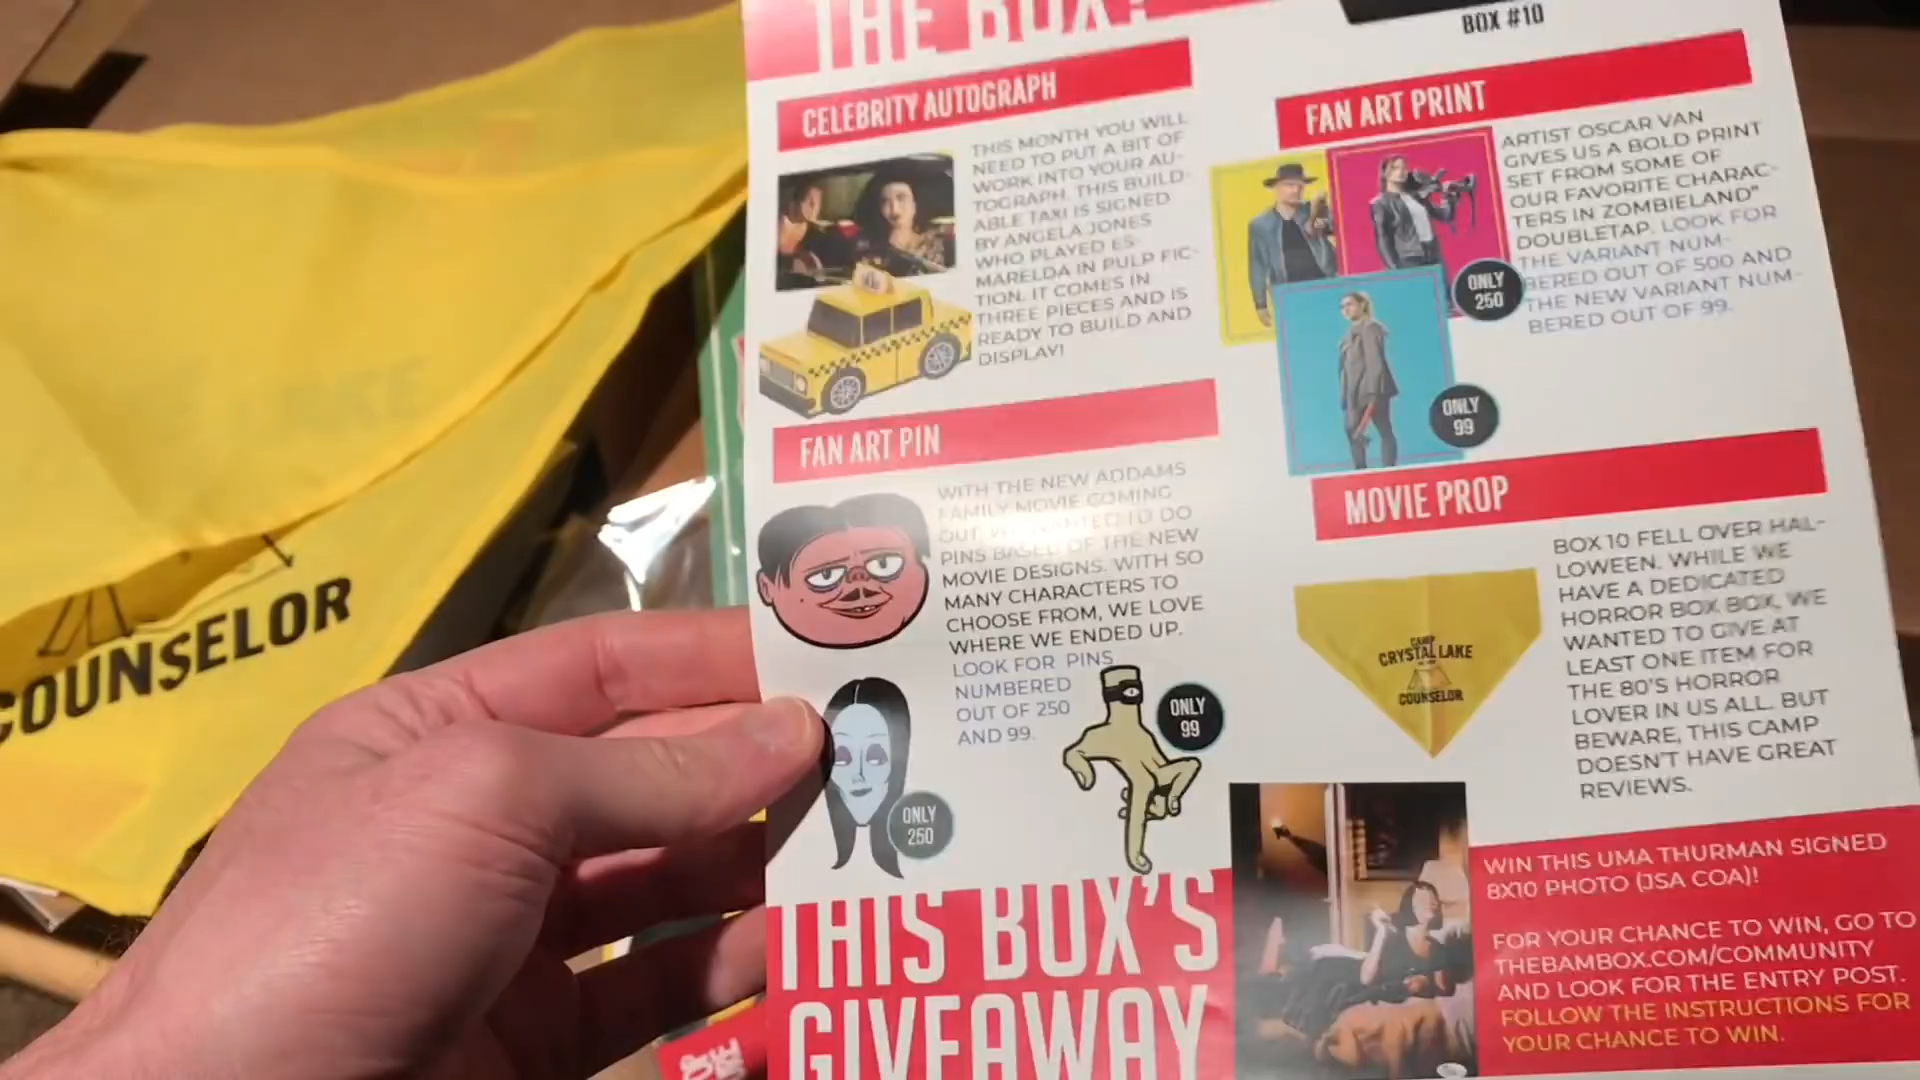 THE BOX?
BOX #10
CELEBRITY AUTOGRAPH
THIS MONTH YOU WILL
NEED TO PUT A BIT OF
WORK INTO YOUR AU-
TOGRAPH. THIS BUILD-
ABLE TAXI IS SIGNED
BY ANGELA JONES
WHO PLAYED ES-
MARELDA IN PULP FIC-
TION. IT COMES IN
THREE PIECES AND IS
READY TO BUILD AND
DISPLAY!
FAN ART PRINT
ARTIST OSCAR VAN
GIVES US A BOLD PRINT
SET FROM SOME OF
OUR FAVORITE CHARAC-
TERS IN ZOMBIELAND"
DOUBLETAP. LOOK FOR
THE VARIANT NUM-
BERED OUT OF 500 AND
THE NEW VARIANT NUM-
BERED OUT OF 99.
ONLY
250
ONLY
99
FAN ART PIN
WITH THE NEW ADDAMS
FAMILY MOVIE COMING
OUT, WE WANTED TO DO
PINS BASED OF THE NEW
MOVIE DESIGNS. WITH SO
MANY CHARACTERS TO
CHOOSE FROM, WE LOVE
WHERE WE ENDED UP.
LOOK FOR PINS
NUMBERED
OUT OF 250
AND 99.
ONLY
99
ONLY
250
MOVIE PROP
BOX 10 FELL OVER HAL-
LOWEEN. WHILE WE
HAVE A DEDICATED
HORROR BOX BOX, WE
WANTED TO GIVE AT
LEAST ONE ITEM FOR
THE 80'S HORROR
LOVER IN US ALL. BUT
BEWARE, THIS CAMP
DOESN'T HAVE GREAT
REVIEWS.
CAMP
CRYSTAL LAKE
COUNSELOR
THIS BOX'S
GIVEAWAY
WIN THIS UMA THURMAN SIGNED
8X10 PHOTO (JSA COA)!
FOR YOUR CHANCE TO WIN, GO TO
THEBAMBOX.COM/COMMUNITY
AND LOOK FOR THE ENTRY POST.
FOLLOW THE INSTRUCTIONS FOR
YOUR CHANCE TO WIN.
COUNSELOR